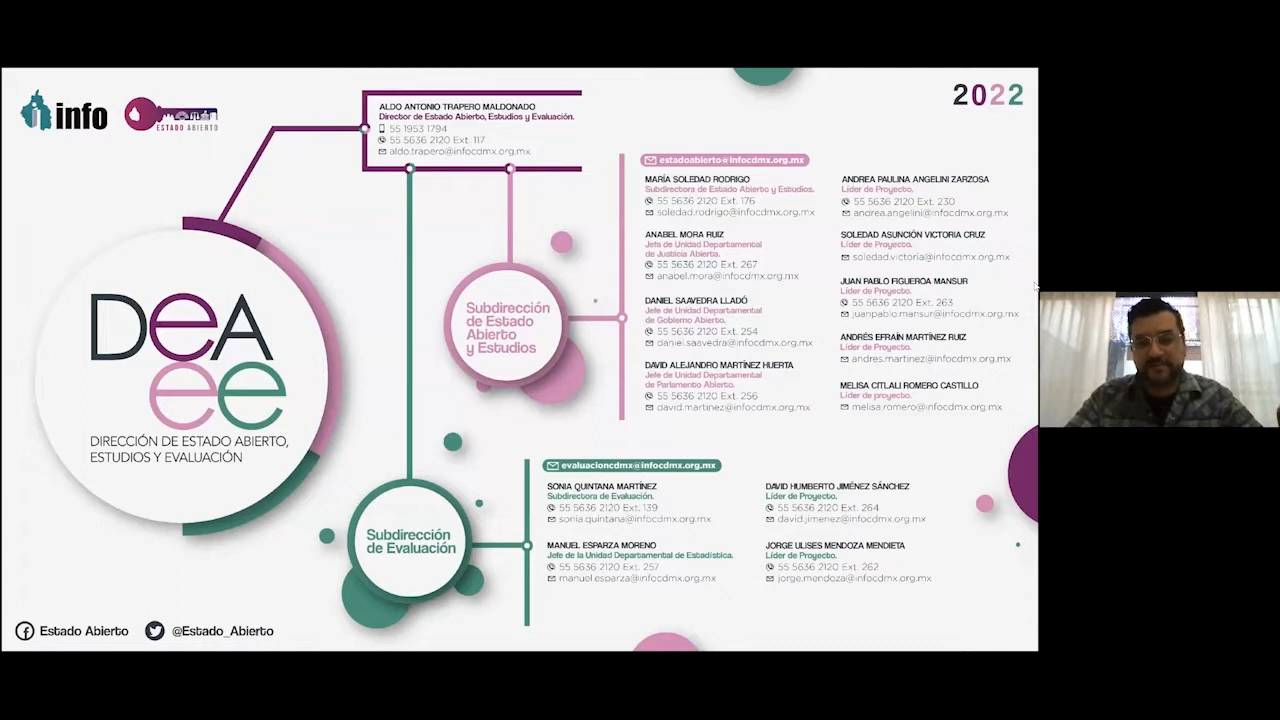 info
ESTADO ABIERTO
2022
ALDO ANTONIO TRAPERO MALDONADO
Director de Estado Abierto, Estudios y Evaluación.
55 1953 1794
55 5636 2120 Ext. 117
aldo.trapero@infocdmx.org.mx
DEA
ee
DIRECCIÓN DE ESTADO ABIERTO,
ESTUDIOS Y EVALUACIÓN
Subdirección
de Estado
Abierto
y Estudios
estadoabierto@infocdmx.org.mx
MARÍA SOLEDAD RODRIGO
Subdirectora de Estado Abierto y Estudios.
55 5636 2120 Ext. 176
soledad.rodrigo@infocdmx.org.mx
ANABEL MORA RUIZ
Jefa de Unidad Departamental
de Justicia Abierta.
55 5636 2120 Ext. 267
anabel.mora@infocdmx.org.mx
DANIEL SAAVEDRA LLADÓ
Jefe de Unidad Departamental
de Gobierno Abierto.
55 5636 2120 Ext. 254
daniel.saavedra@infocdmx.org.mx
DAVID ALEJANDRO MARTÍNEZ HUERTA
Jefe de Unidad Departamental
de Parlamento Abierto.
55 5636 2120 Ext. 256
david.martinez@infocdmx.org.mx
ANDREA PAULINA ANGELINI ZARZOSA
Líder de Proyecto.
55 5636 2120 Ext. 230
andrea.angelini@infocdmx.org.mx
SOLEDAD ASUNCIÓN VICTORIA CRUZ
Líder de Proyecto.
soledad.victoria@infocdmx.org.mx
JUAN PABLO FIGUEROA MANSUR
Líder de Proyecto.
55 5636 2120 Ext. 263
juanpablo.mansur@infocdmx.org.mx
ANDRÉS EFRAÍN MARTÍNEZ RUIZ
Líder de Proyecto.
andres.martinez@infocdmx.org.mx
MELISA CITLALI ROMERO CASTILLO
Líder de proyecto.
melisa.romero@infocdmx.org.mx
Subdirección
de Evaluación
evaluacioncdmx@infocdmx.org.mx
SONIA QUINTANA MARTÍNEZ
Subdirectora de Evaluación.
55 5636 2120 Ext. 139
sonia.quintana@infocdmx.org.mx
MANUEL ESPARZA MORENO
Jefe de la Unidad Departamental de Estadística.
55 5636 2120 Ext. 257
manuel.esparza@infocdmx.org.mx
DAVID HUMBERTO JIMÉNEZ SÁNCHEZ
Líder de Proyecto.
55 5636 2120 Ext. 264
david.jimenez@infocdmx.org.mx
JORGE ULISES MENDOZA MENDIETA
Líder de Proyecto.
55 5636 2120 Ext. 262
jorge.mendoza@infocdmx.org.mx
Estado Abierto
@Estado_Abierto